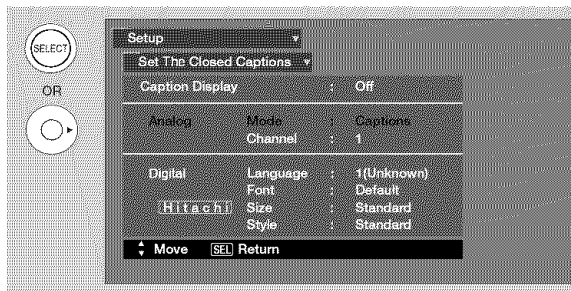 SELECT
OR
Setup
Set The Closed Captions
Caption Display : Off
Analog Mode : Captions
Channel : 1
Digital Language : 1(Unknown)
Font : Default
Hitachi Size : Standard
Style : Standard
Move SEL Return